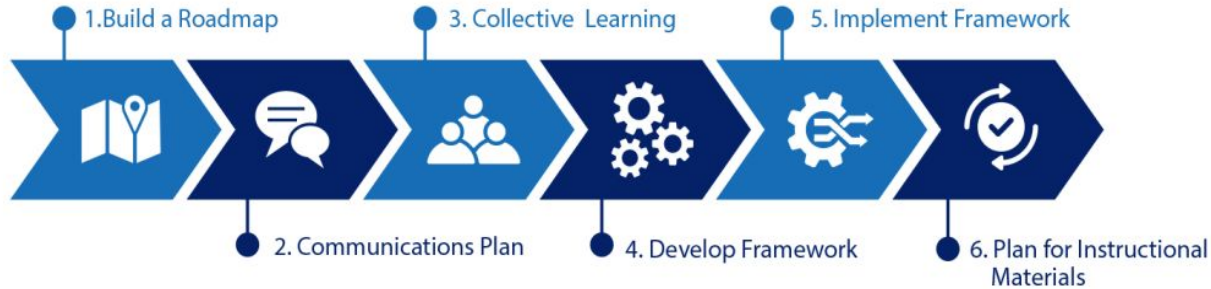 1.Build a Roadmap
2. Communications Plan
3. Collective Learning
4. Develop Framework
5. Implement Framework
6. Plan for Instructional
Materials